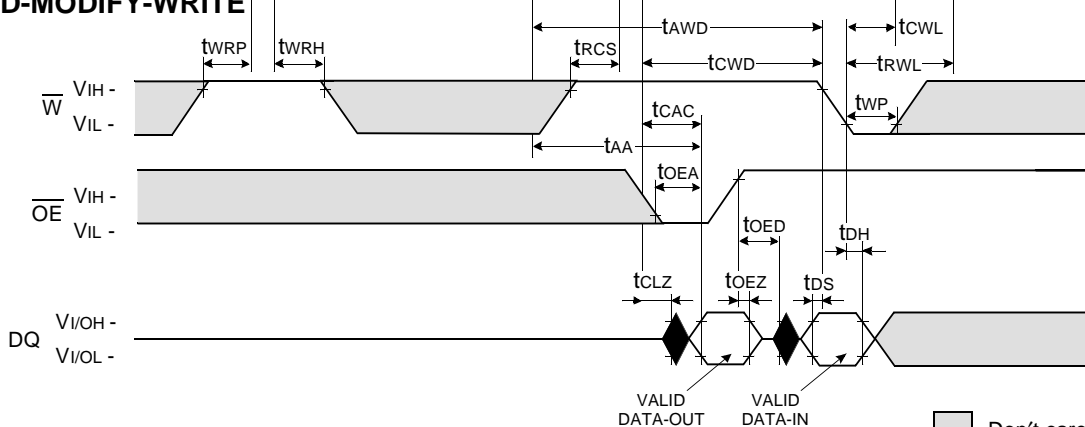 D-MODIFY-WRITE
tAWD
tCWL
tWRP
tWRH
tRCS
tCWD
tRWL
W
VIH -
VIL -
tCAC
tWP
tAA
OE
VIH -
VIL -
tOEA
tOED
tDH
tCLZ
tOEZ
tDS
DQ
VI/OH -
VI/OL -
VALID
DATA-OUT
VALID
DATA-IN
Don't care